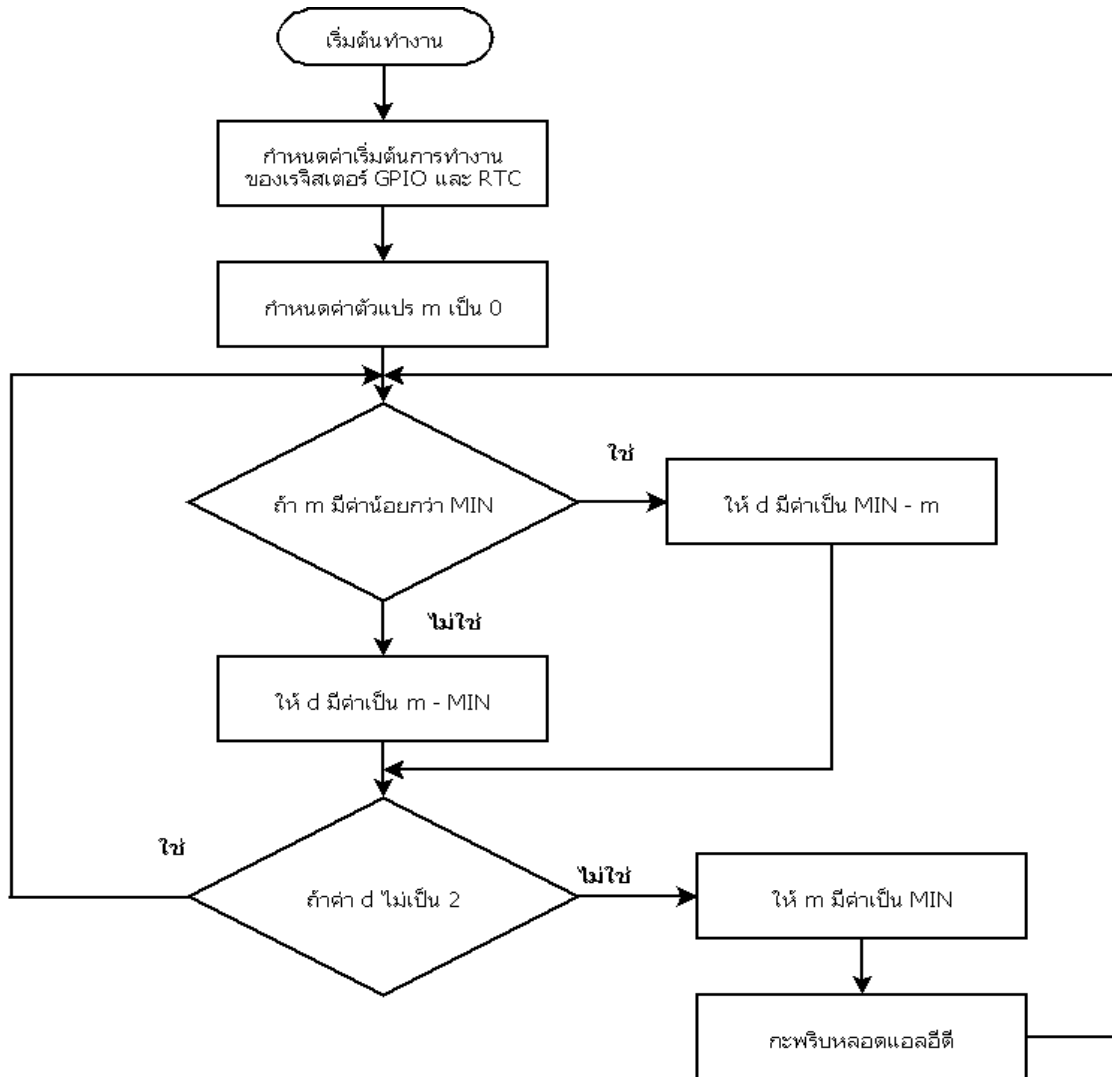 เริ่มต้นทำงาน
กำหนดค่าเริ่มต้นการทำงาน
ของเรจิสเตอร์ GPIO และ RTC
กำหนดค่าตัวแปร m เป็น 0
ถ้า m มีค่าน้อยกว่า MIN
ใช่
ให้ d มีค่าเป็น MIN - m
ไม่ใช่
ให้ d มีค่าเป็น m - MIN
ใช่
ถ้าค่า d ไม่เป็น 2
ไม่ใช่
ให้ m มีค่าเป็น MIN
กะพริบหลอดแอลอีดี